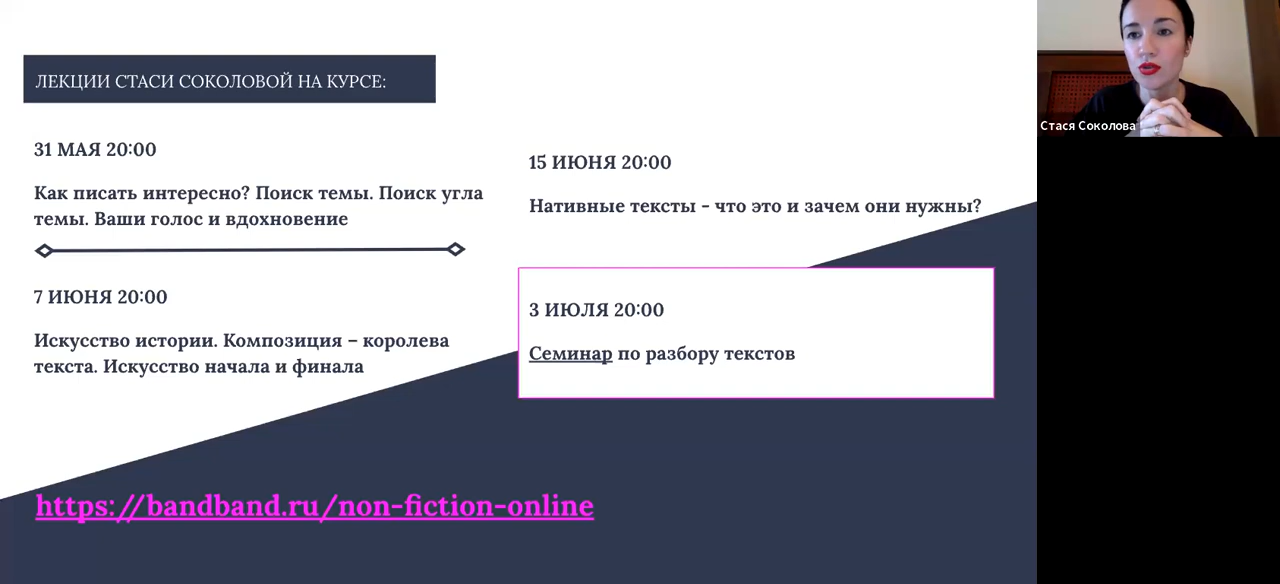 ЛЕКЦИИ СТАСИ СОКОЛОВОЙ НА КУРСЕ:
31 МАЯ 20:00
Как писать интересно? Поиск темы. Поиск угла
темы. Ваши голос и вдохновение
7 ИЮНЯ 20:00
Искусство истории. Композиция – королева
текста. Искусство начала и финала
15 ИЮНЯ 20:00
Нативные тексты - что это и зачем они нужны?
3 ИЮЛЯ 20:00
Семинар по разбору текстов
https://bandband.ru/non-fiction-online
Стася Соколова